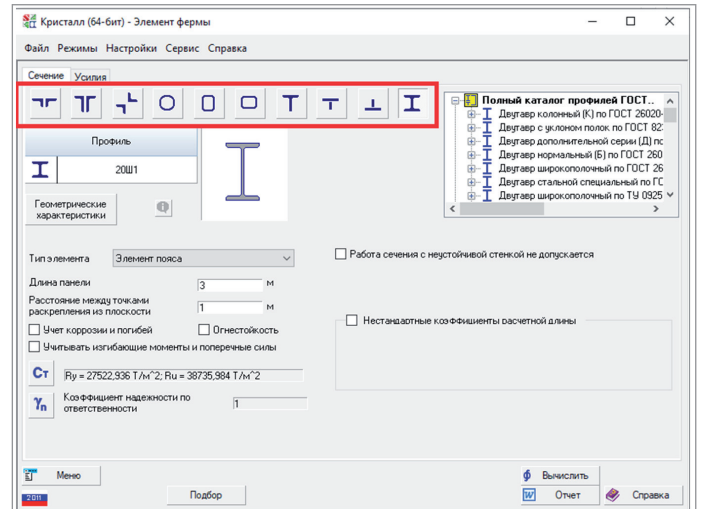 Кристалл (64-бит) - Элемент фермы
Файл Режимы Настройки Сервис Справка
Сечение Усилия
Полный каталог профилей ГОСТ..
Двутавр колонный (К) по ГОСТ 26020-
Двутавр с уклоном полок по ГОСТ 82
Двутавр дополнительной серии (Д) по
Двутавр нормальный (Б) по ГОСТ 260
Двутавр широкополочный по ГОСТ 26
Двутавр стальной специальный по ГО
Двутавр широкополочный по ТУ 0925
Профиль
20Ш1
Геометрические
характеристики
Тип элемента Элемент пояса
Работа сечения с неустойчивой стенкой не допускается
Длина панели 3 м
Расстояние между точками
раскрепления из плоскости 1 м
Нестандартные коэффициенты расчетной длины
Учет коррозии и погибей Огнестойкость
Учитывать изгибающие моменты и поперечные силы
Ст Ry = 27522,936 Т/м^2; Ru = 38735,984 Т/м^2
γn Коэффициент надежности по
ответственности 1
Меню Вычислить
2011 Подбор Отчет Справка